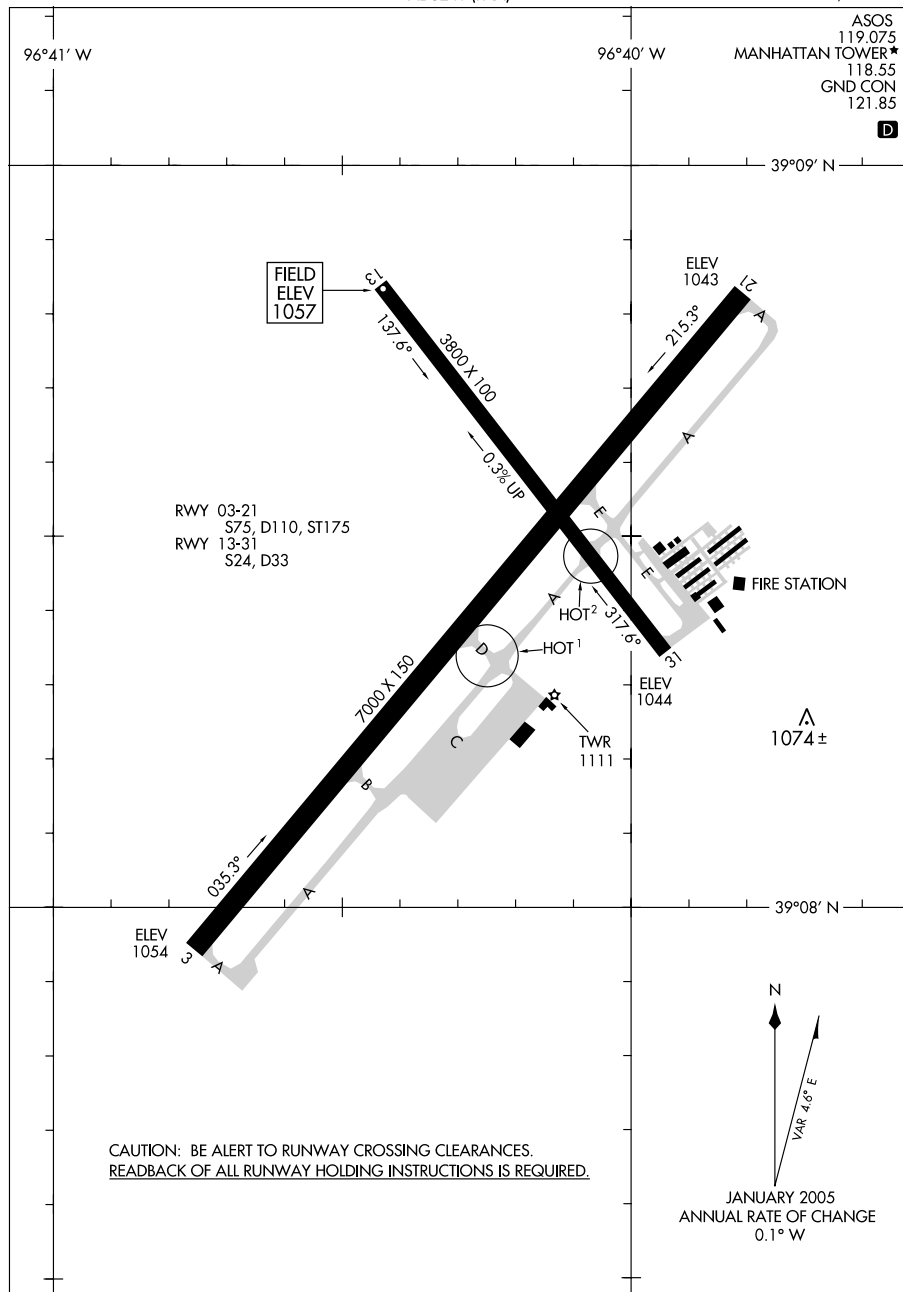 ASOS
119.075
MANHATTAN TOWER★
118.55
GND CON
121.85
D
96°41' W
96°40' W
39°09' N
FIELD
ELEV
1057
13
137.6°
3800 X 100
0.3% UP
ELEV
1043
21
215.3°
A
A
RWY 03-21
S75, D110, ST175
RWY 13-31
S24, D33
E
E
FIRE STATION
A
HOT 2
317.6°
31
ELEV
1044
D
HOT 1
7000 X 150
C
TWR
1111
1074 ±
B
035.3°
A
39°08' N
ELEV
1054
3
A
N
VAR 4.6° E
CAUTION: BE ALERT TO RUNWAY CROSSING CLEARANCES.
READBACK OF ALL RUNWAY HOLDING INSTRUCTIONS IS REQUIRED.
JANUARY 2005
ANNUAL RATE OF CHANGE
0.1° W